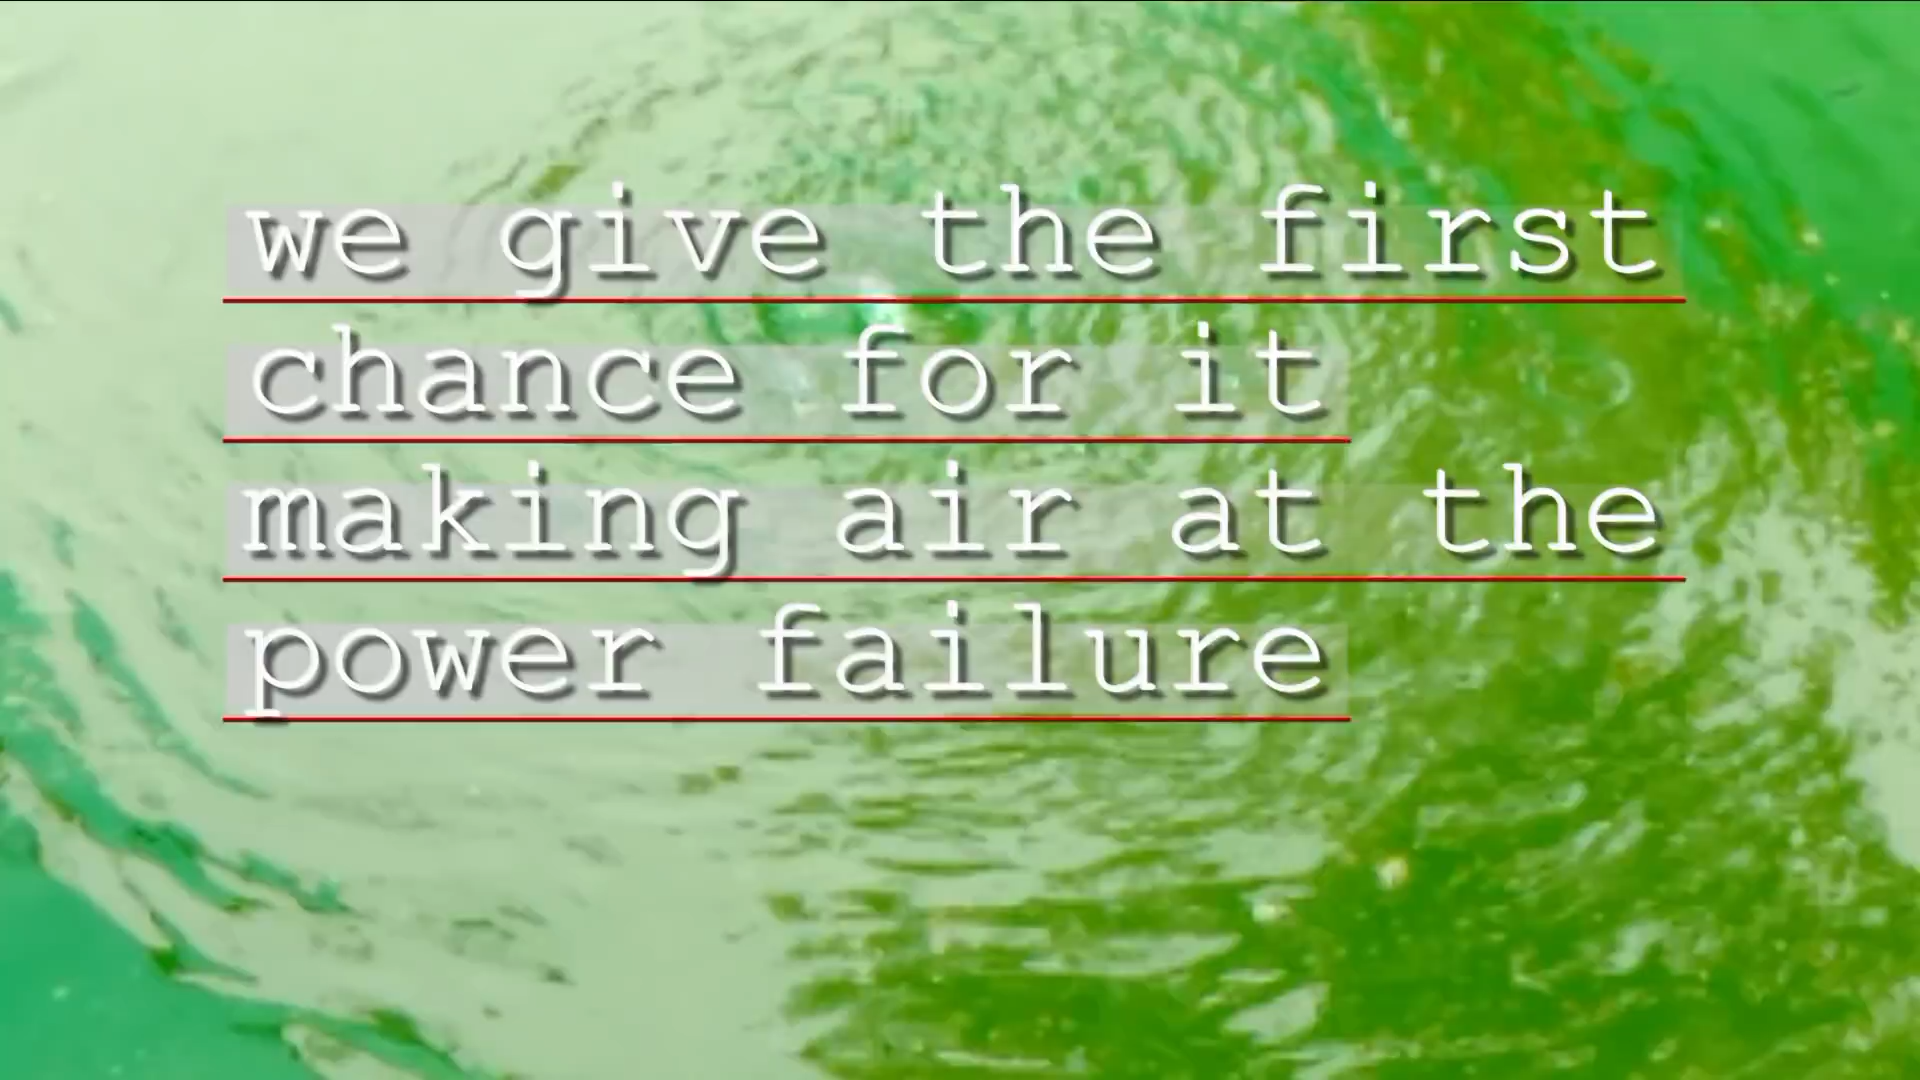 we give the first
chance for it
making air at the
power failure